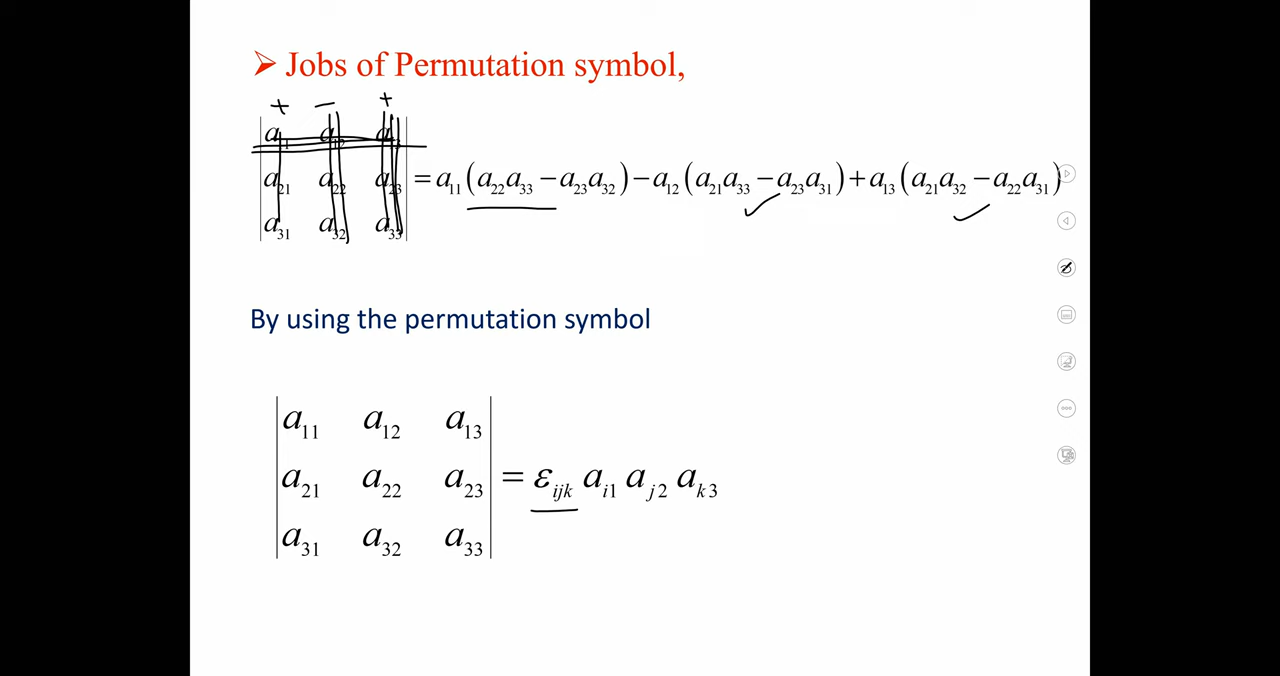 ➢ Jobs of Permutation symbol,
+ − +
a11 a12 a13
a21 a22 a23 = a11(a22a33 − a23a32) − a12(a21a33 − a23a31) + a13(a21a32 − a22a31)
a31 a32 a33
By using the permutation symbol
a11 a12 a13
a21 a22 a23 = εijk ai1 aj2 ak3
a31 a32 a33